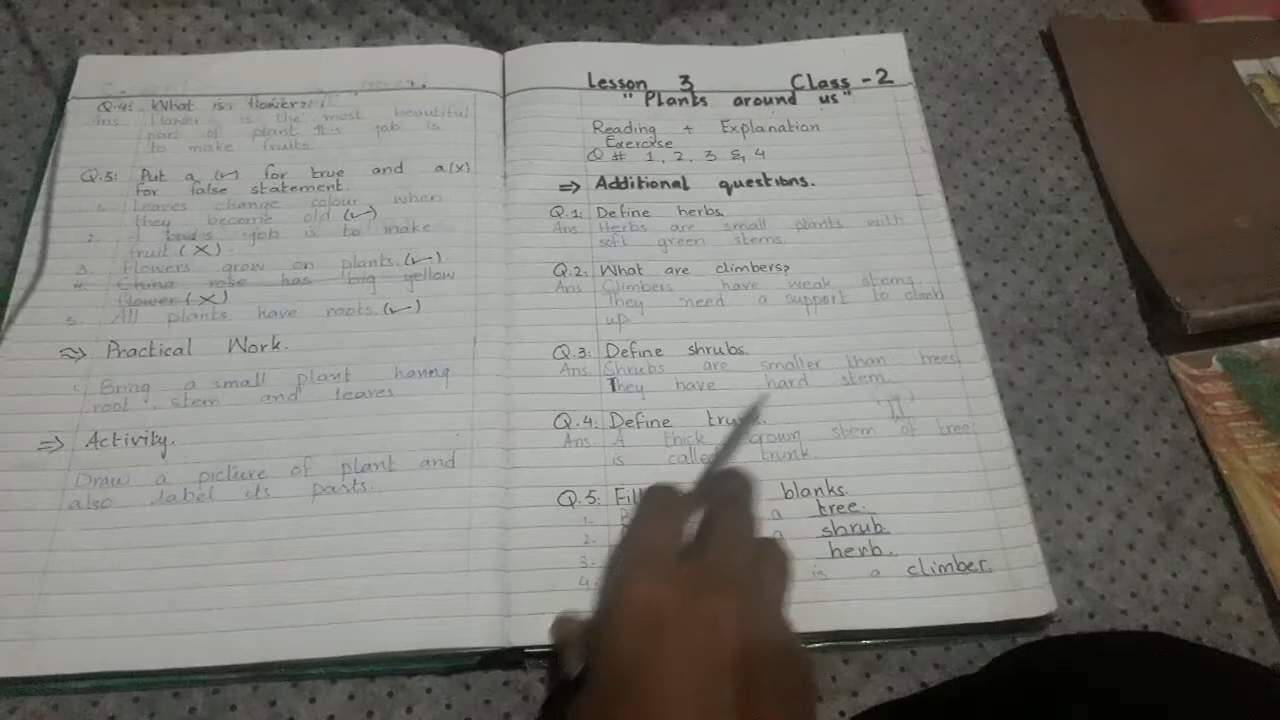 Q.4: What is flower?
Ans Flower is the most beautiful
part of plant its job is
to make fruits.
Q.5: Put a (✓) for true and a(x)
for false statement.
1. Leaves change colour when
they become old (✓)
2. job is to make
fruit (X)
3. Flowers grow on plants. (✓)
4. China rose has big yellow
flower (X)
5. All plants have roots. (✓)
⇒ Practical Work.
Bring a small plant having
root, stem and leaves
⇒ Activity.
Draw a picture of plant and
also label its parts.
Lesson 3 Class - 2
"Plants around us"
Reading + Explanation
Exercise
Q # 1, 2, 3 & 4
⇒ Additional questions.
Q.1: Define herbs.
Ans Herbs are small plants with
soft green stems.
Q.2: What are climbers?
Ans Climbers have weak stems.
They need a support to climb
up.
Q.3: Define shrubs.
Ans. Shrubs are smaller than trees
They have hard stem.
Q.4: Define trunk.
Ans. A thick grown stem of tree
is called trunk.
Q.5: Fill blanks.
1. a tree.
2. a shrub.
3. herb.
4. is a climber.